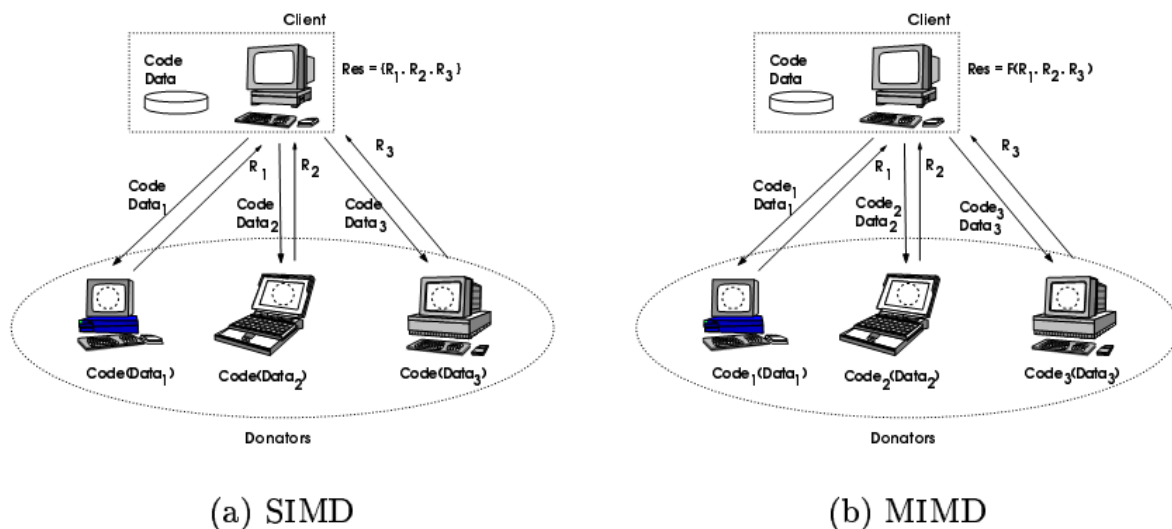 Client
Code
Data
Res = {R₁. R₂. R₃}
R₁
R₂
R₃
Code
Data₁
Code
Data₂
Code
Data₃
Code(Data₁)
Code(Data₂)
Code(Data₃)
Donators
(a) SIMD
Client
Code
Data
Res = F(R₁. R₂. R₃)
R₁
R₂
R₃
Code₁
Data₁
Code₂
Data₂
Code₃
Data₃
Code₁(Data₁)
Code₂(Data₂)
Code₃(Data₃)
Donators
(b) MIMD